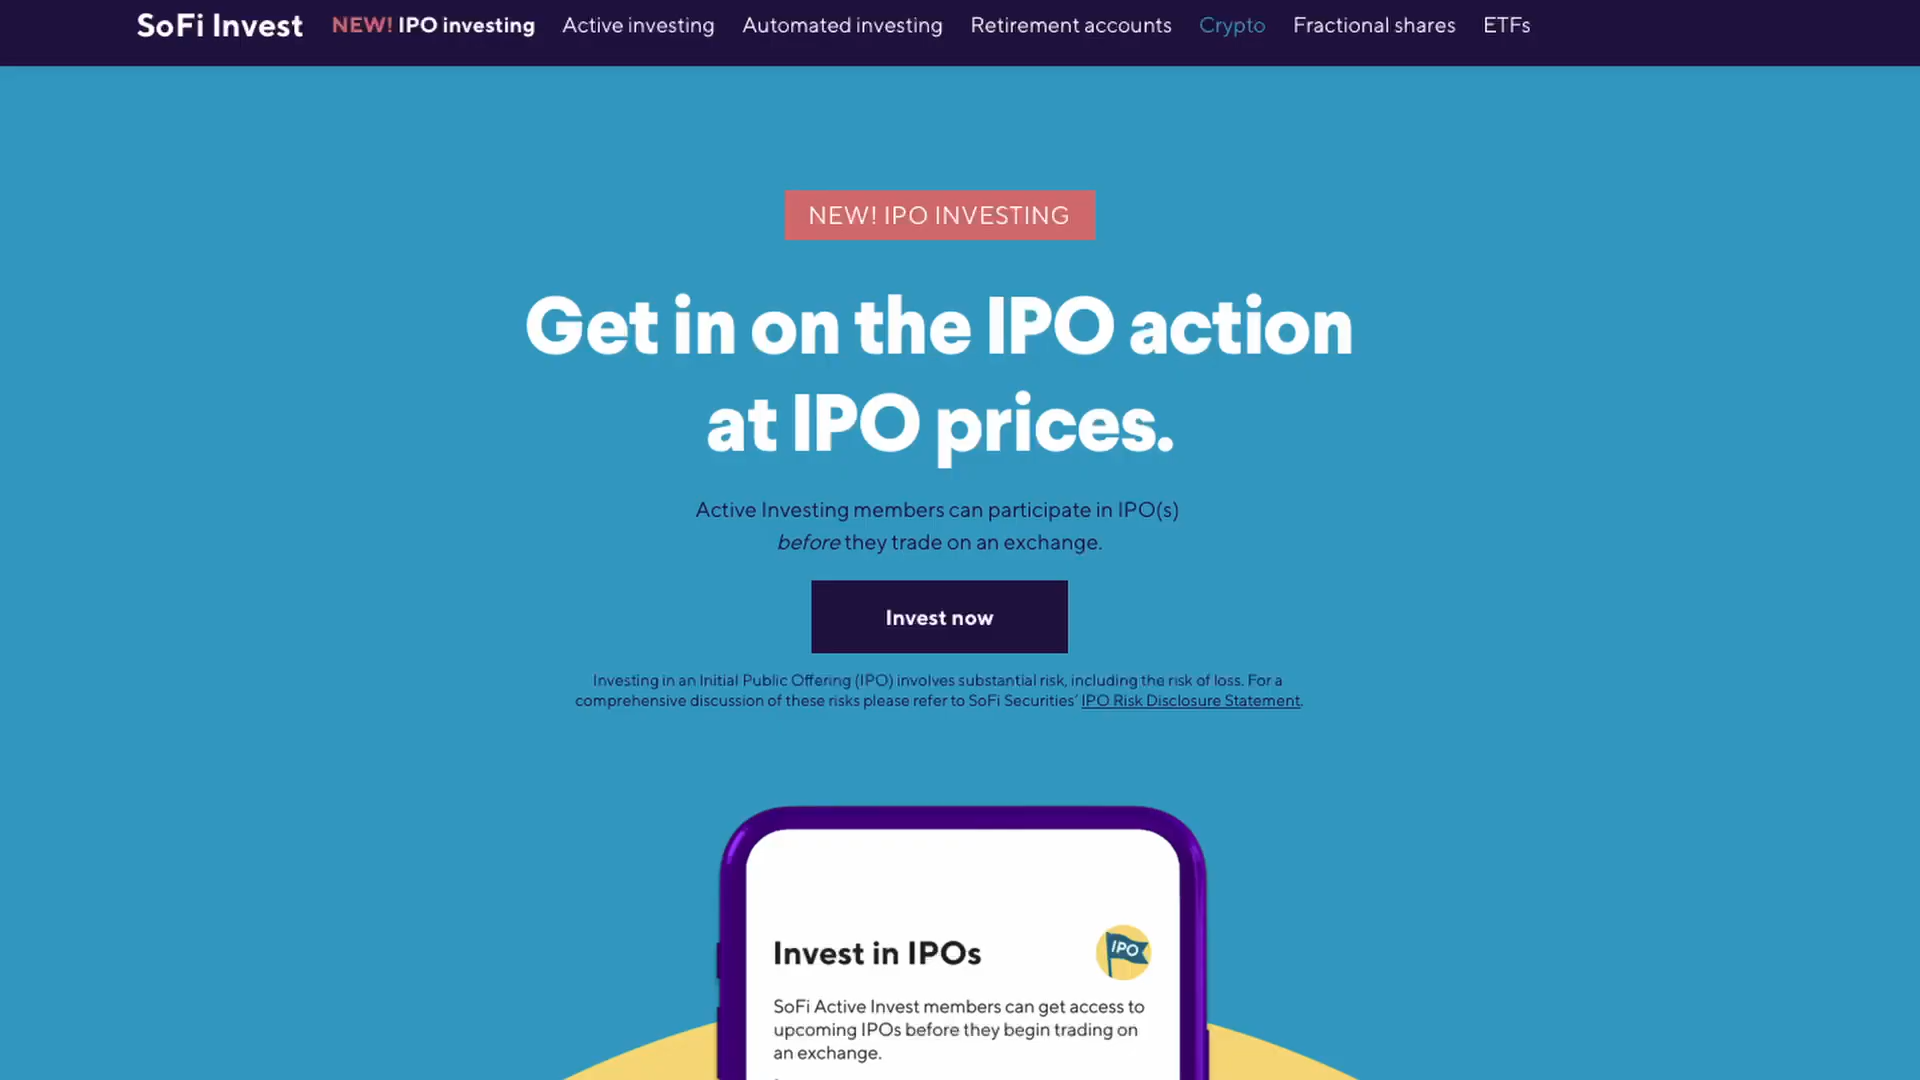 SoFi Invest NEW! IPO investing Active investing Automated investing Retirement accounts Crypto Fractional shares ETFs
NEW! IPO INVESTING
Get in on the IPO action
at IPO prices.
Active Investing members can participate in IPO(s)
before they trade on an exchange.
Invest now
Investing in an Initial Public Offering (IPO) involves substantial risk, including the risk of loss. For a
comprehensive discussion of these risks please refer to SoFi Securities’ IPO Risk Disclosure Statement.
Invest in IPOs
IPO
SoFi Active Invest members can get access to
upcoming IPOs before they begin trading on
an exchange.